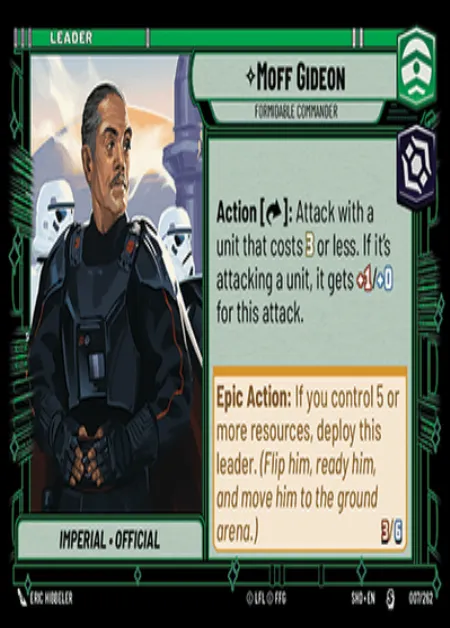 LEADER
MOFF GIDEON
FORMIDABLE COMMANDER
Action [ ]: Attack with a
unit that costs 3 or less. If it's
attacking a unit, it gets +1/+0
for this attack.
Epic Action: If you control 5 or
more resources, deploy this
leader. (Flip him, ready him,
and move him to the ground
arena.)
3/6
IMPERIAL • OFFICIAL
ERIC HIBBELER
LFL FFG
SHD • EN
007/262